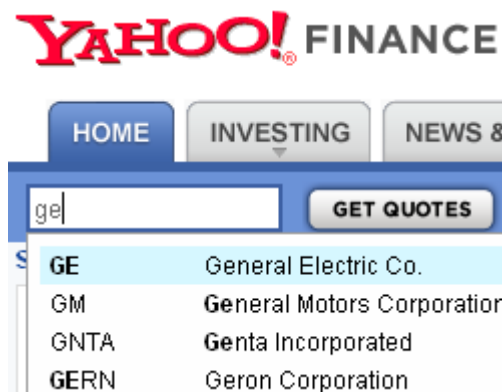 YAHOO!® FINANCE
HOME INVESTING NEWS &
ge GET QUOTES
GE General Electric Co.
GM General Motors Corporation
GNTA Genta Incorporated
GERN Geron Corporation